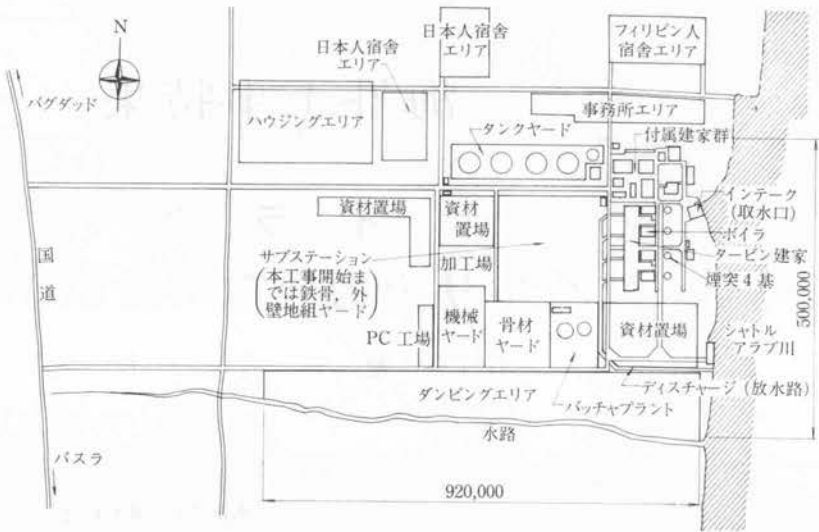 N
バグダッド
日本人宿舎
エリア
日本人宿舎
エリア
フィリピン人
宿舎エリア
ハウジングエリア
事務所エリア
タンクヤード
付属建家群
資材置場
資材
置場
インテーク
(取水口)
ボイラ
タービン建家
煙突4基
サブステーション
(本工事開始ま
では鉄骨,外
壁地組ヤード)
加工場
国道
500,000
PC工場
機械
ヤード
骨材
ヤード
資材置場
シャトル
アラブ川
ディスチャージ(放水路)
ダンピングエリア
バッチャプラント
水路
バスラ
920,000